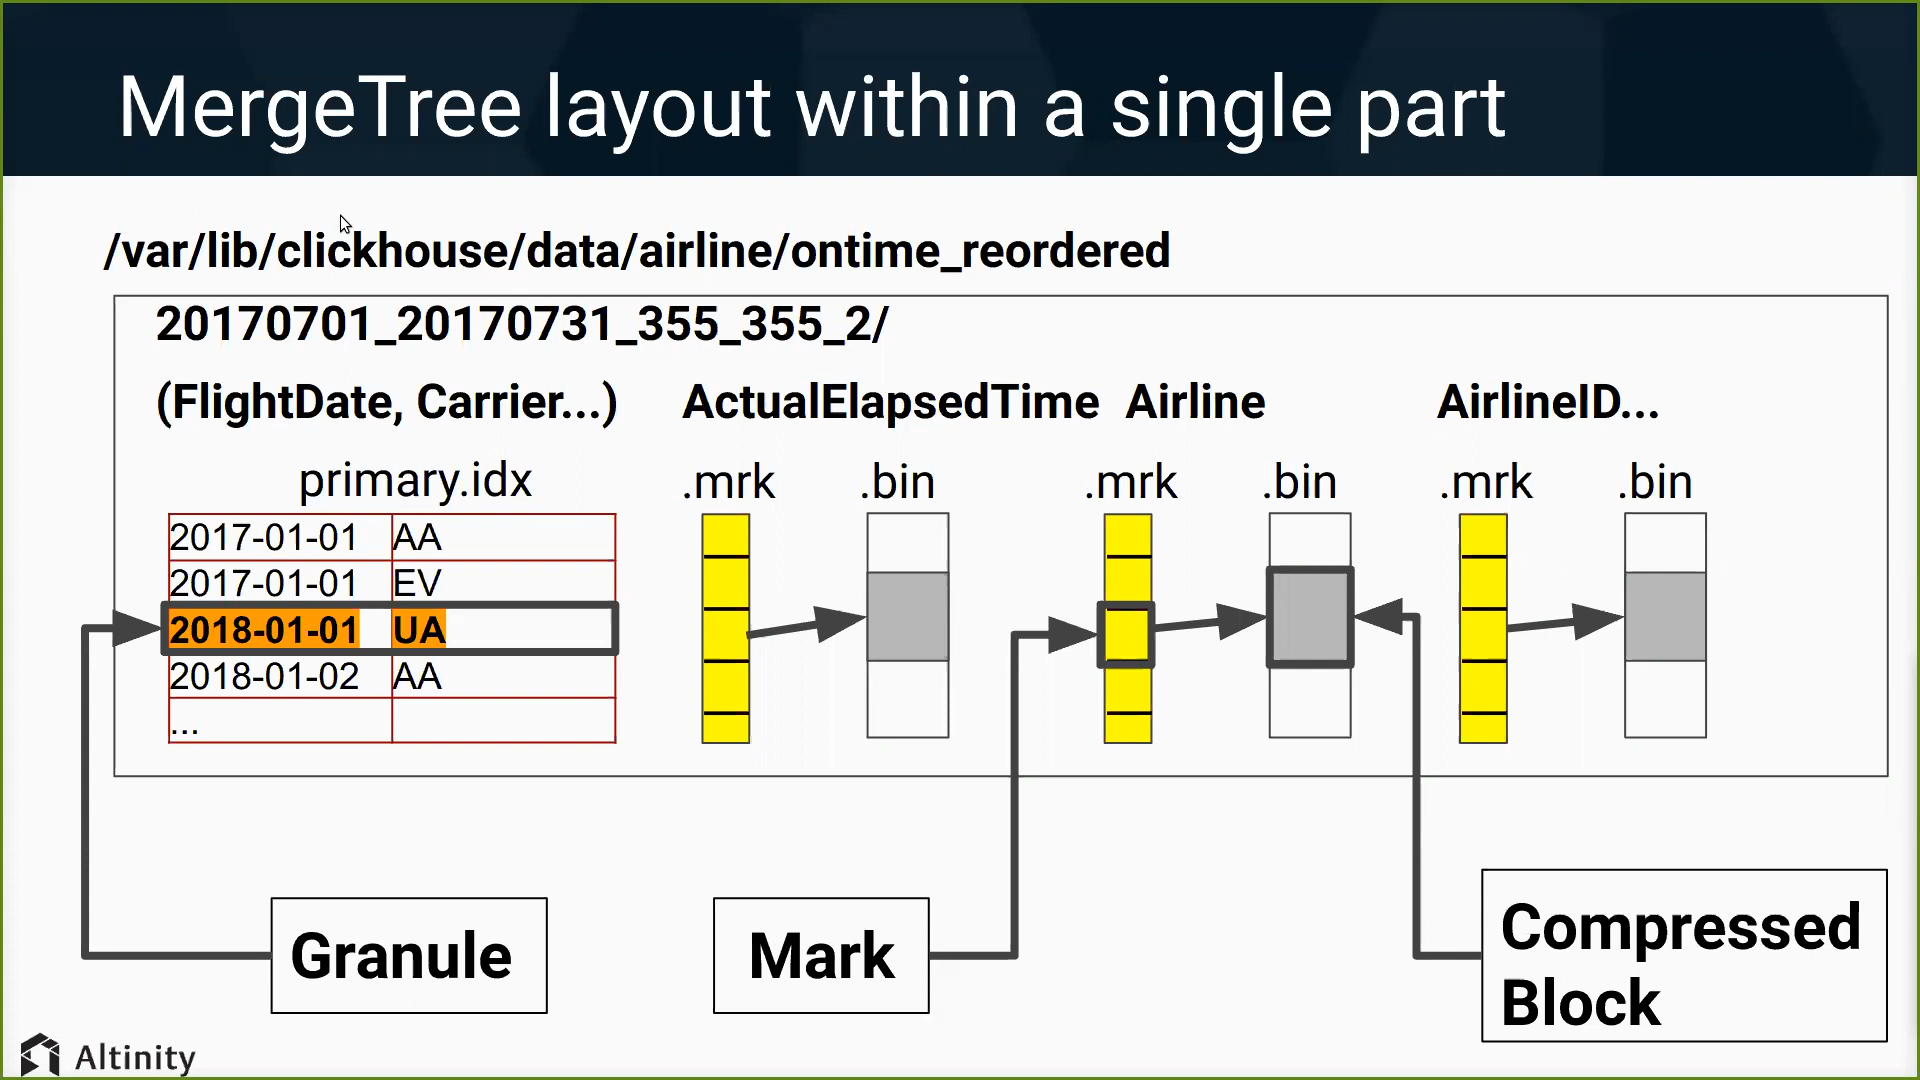 MergeTree layout within a single part
/var/lib/clickhouse/data/airline/ontime_reordered
20170701_20170731_355_355_2/
(FlightDate, Carrier...) ActualElapsedTime Airline AirlineID...
primary.idx .mrk .bin .mrk .bin .mrk .bin
2017-01-01 AA
2017-01-01 EV
2018-01-01 UA
2018-01-02 AA
...
Granule
Mark
Compressed
Block
Altinity